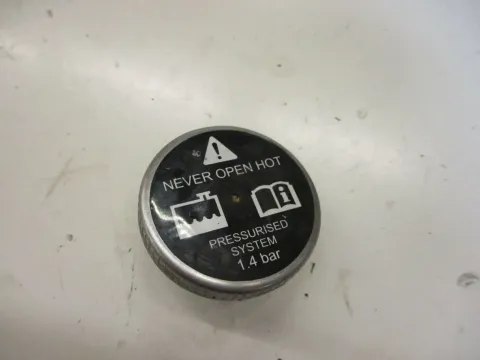 NEVER OPEN HOT
PRESSURISED
SYSTEM
1.4 bar